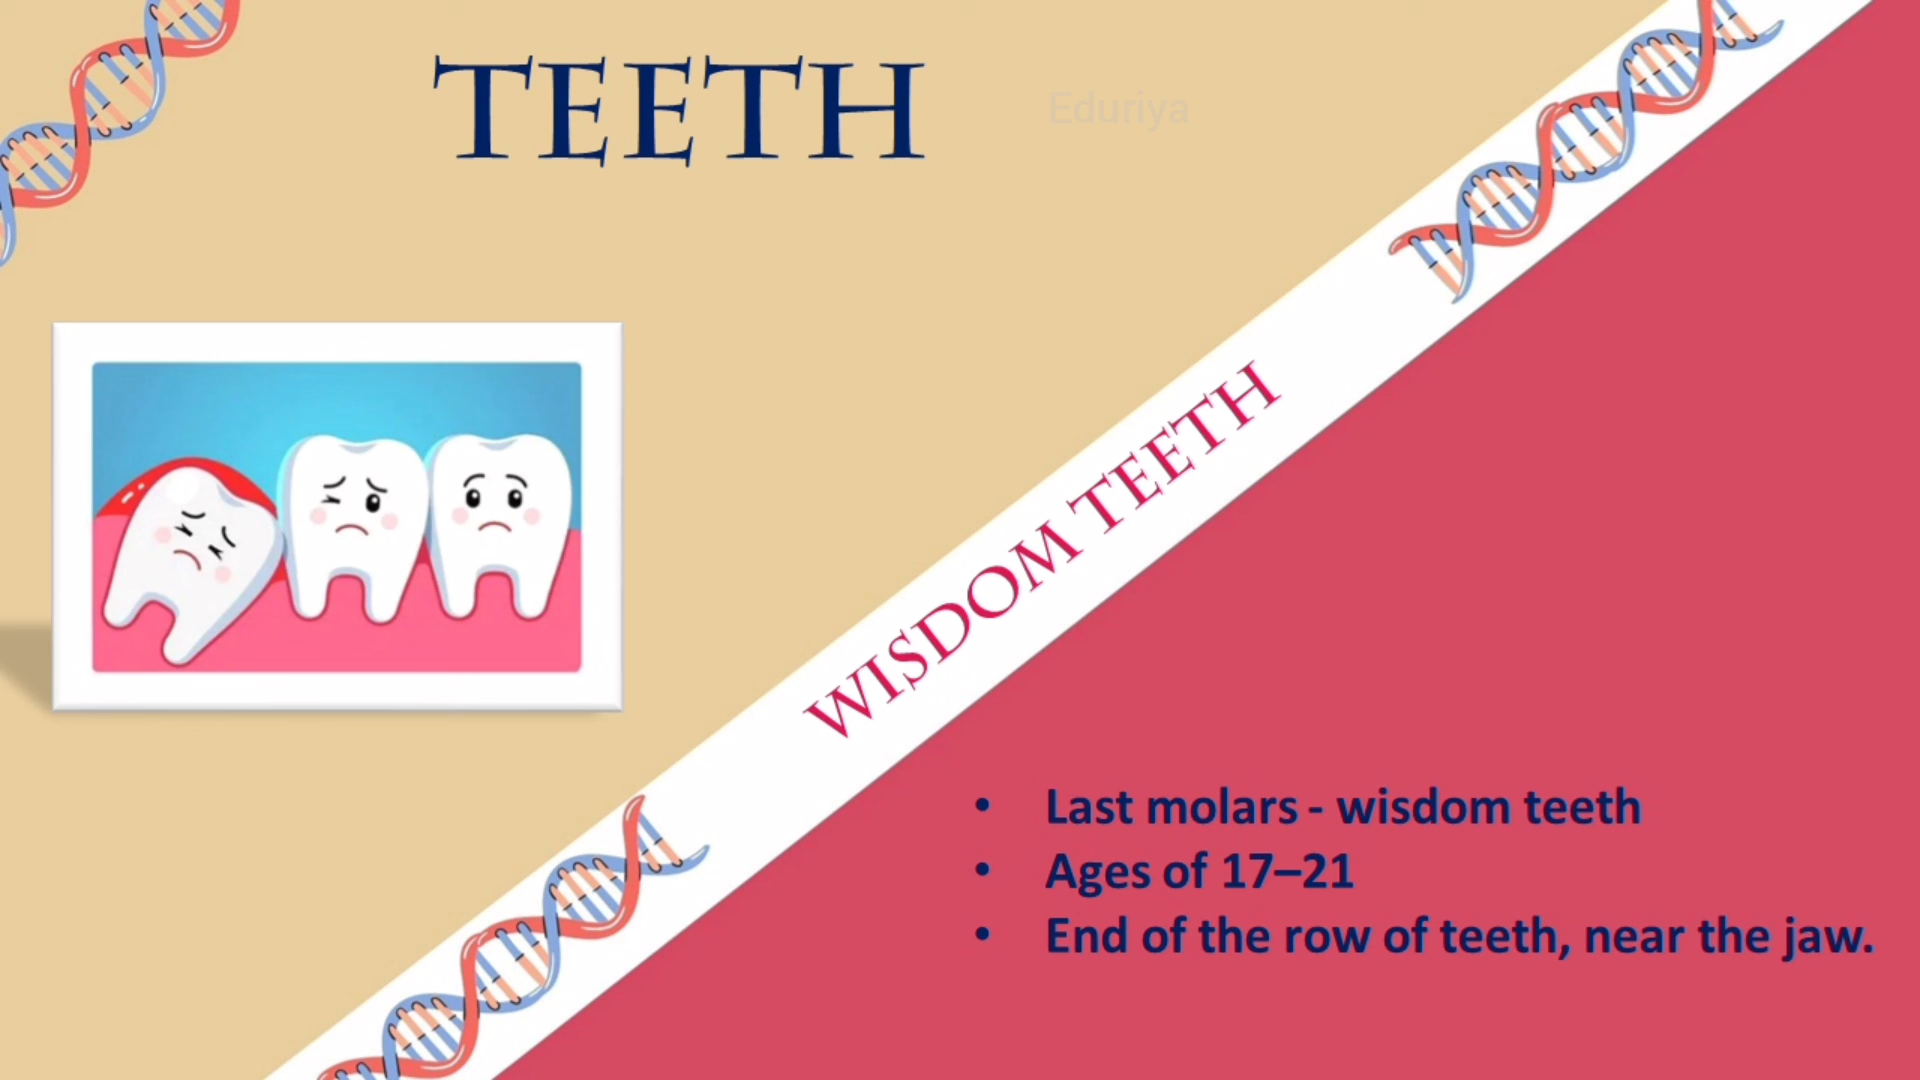 TEETH
Eduriya
WISDOM TEETH
• Last molars - wisdom teeth
• Ages of 17–21
• End of the row of teeth, near the jaw.